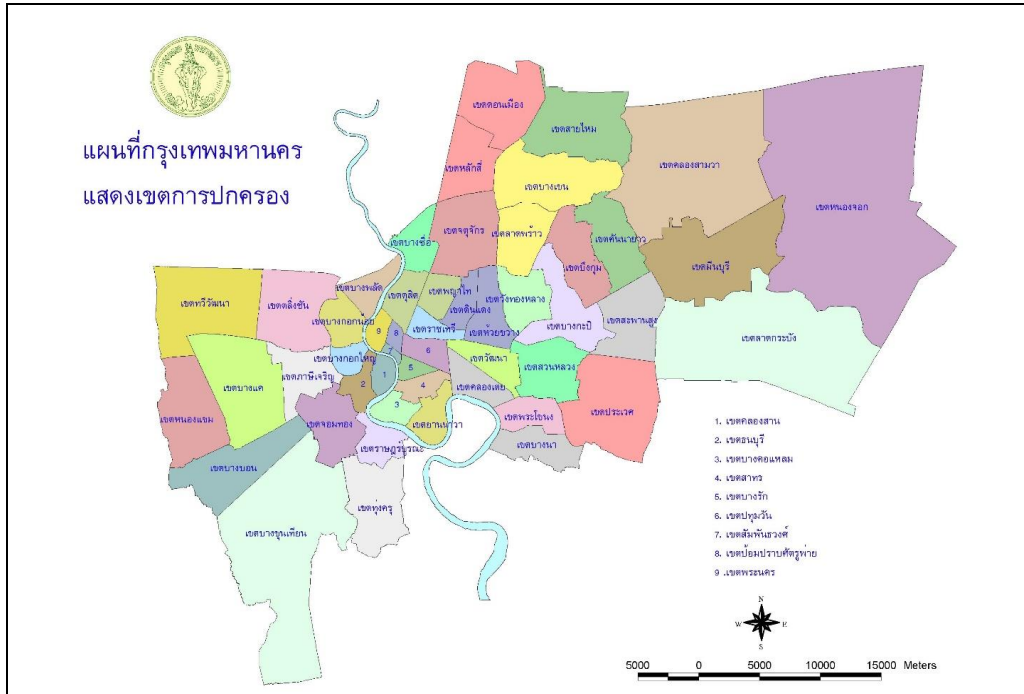 แผนที่กรุงเทพมหานคร
แสดงเขตการปกครอง
เขตดอนเมือง
เขตสายไหม
เขตหลักสี่
เขตบางเขน
เขตคลองสามวา
เขตหนองจอก
เขตบางซื่อ
เขตจตุจักร
เขตลาดพร้าว
เขตบึงกุ่ม
เขตคันนายาว
เขตมีนบุรี
เขตทวีวัฒนา
เขตตลิ่งชัน
เขตบางพลัด
เขตดุสิต
เขตพญาไท
เขตดินแดง
เขตวังทองหลาง
เขตบางกอกน้อย
9
8
เขตราชเทวี
เขตห้วยขวาง
เขตบางกะปิ
เขตสะพานสูง
เขตลาดกระบัง
7
6
เขตบางกอกใหญ่
เขตภาษีเจริญ
เขตบางแค
2
1
5
4
3
เขตวัฒนา
เขตสวนหลวง
เขตคลองเตย
เขตหนองแขม
เขตจอมทอง
เขตยานนาวา
เขตพระโขนง
เขตประเวศ
เขตราษฎร์บูรณะ
เขตบางนา
เขตบางบอน
เขตทุ่งครุ
เขตบางขุนเทียน
1. เขตคลองสาน
2. เขตธนบุรี
3. เขตบางคอแหลม
4. เขตสาทร
5. เขตบางรัก
6. เขตปทุมวัน
7. เขตสัมพันธวงศ์
8. เขตป้อมปราบศัตรูพ่าย
9 .เขตพระนคร
N
W E
S
5000 0 5000 10000 15000 Meters